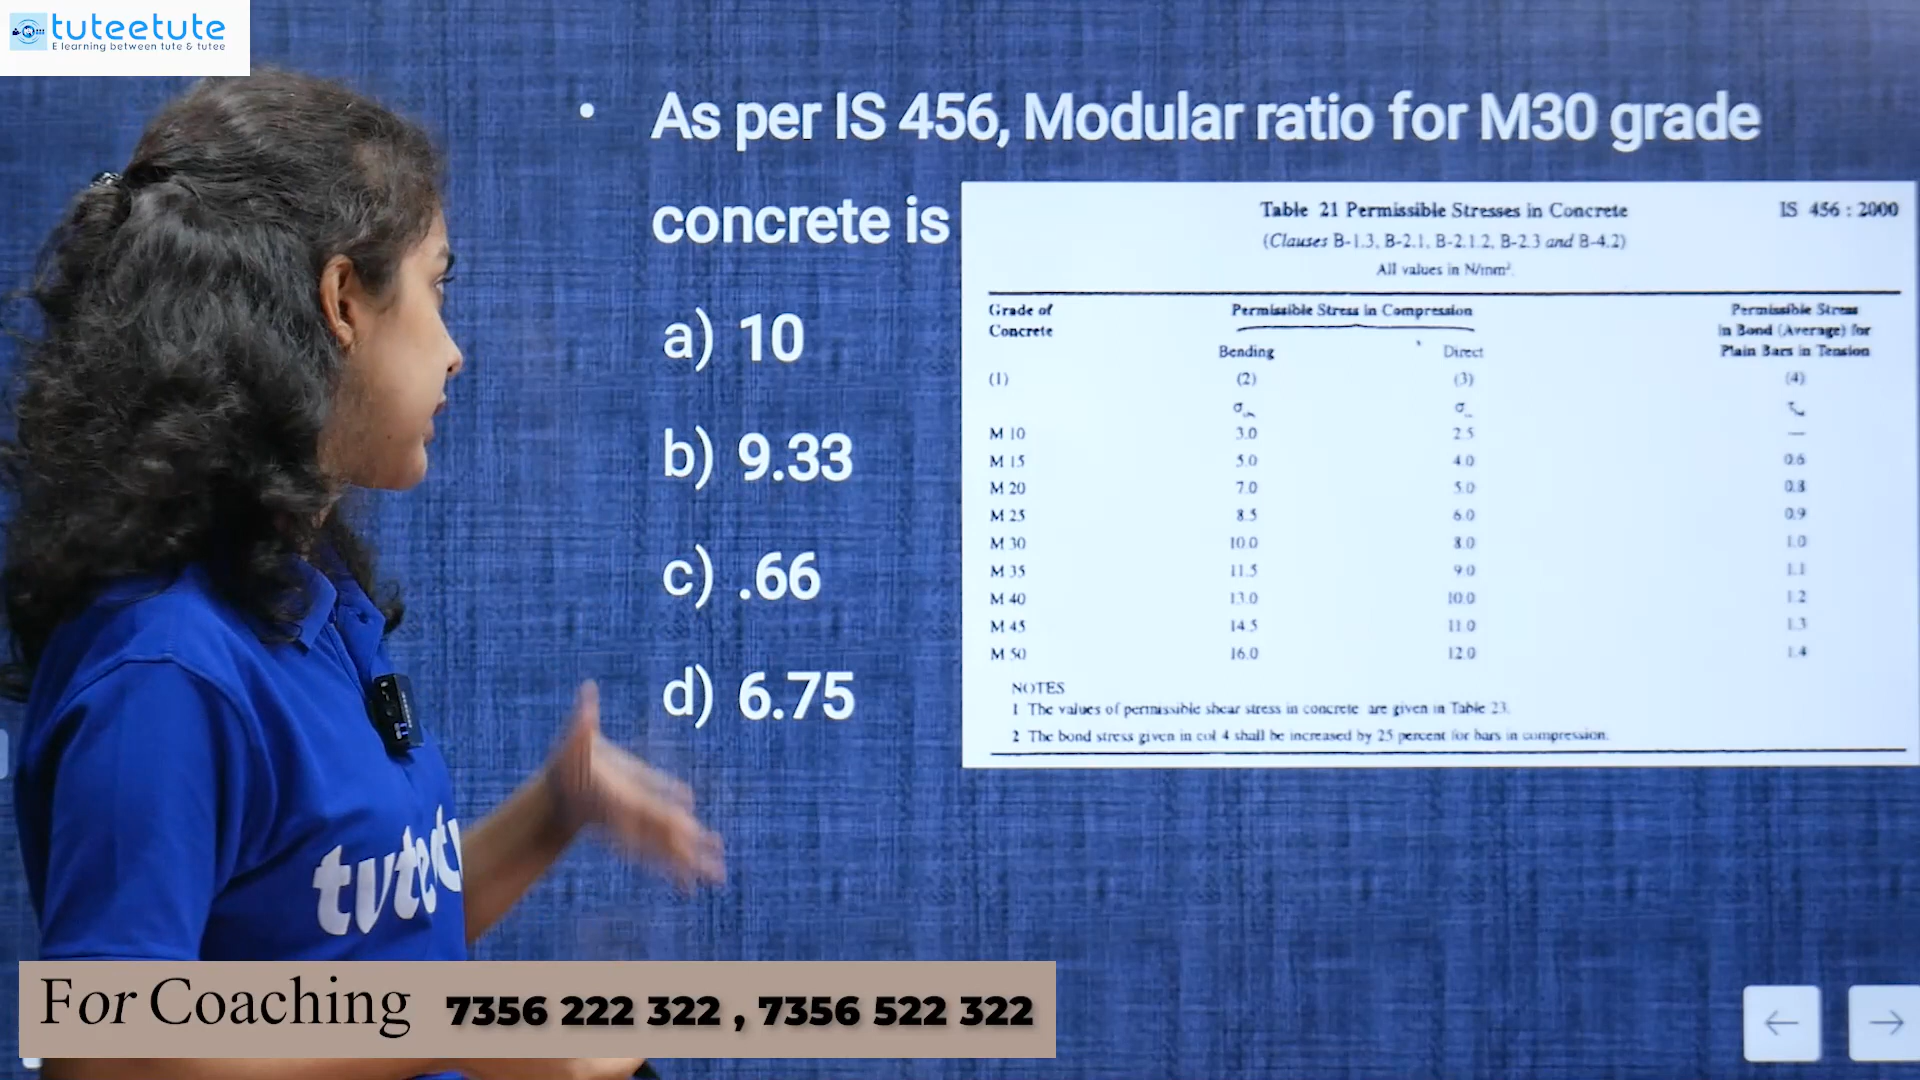 tuteetute
E learning between tute & tutee
• As per IS 456, Modular ratio for M30 grade
concrete is
a) 10
b) 9.33
c) .66
d) 6.75
Table 21 Permissible Stresses in Concrete IS 456 : 2000
(Clauses B-1.3, B-2.1, B-2.1.2, B-2.3 and B-4.2)
All values in N/mm².
Grade of Permissible Stress in Compression Permissible Stress
Concrete in Bond (Average) for
Bending Direct Plain Bars in Tension
(1) (2) (3) (4)
M 10 3.0 2.5 —
M 15 5.0 4.0 0.6
M 20 7.0 5.0 0.8
M 25 8.5 6.0 0.9
M 30 10.0 8.0 1.0
M 35 11.5 9.0 1.1
M 40 13.0 10.0 1.2
M 45 14.5 11.0 1.3
M 50 16.0 12.0 1.4
NOTES
1 The values of permissible shear stress in concrete are given in Table 23.
2 The bond stress given in col 4 shall be increased by 25 percent for bars in compression.
For Coaching 7356 222 322 , 7356 522 322